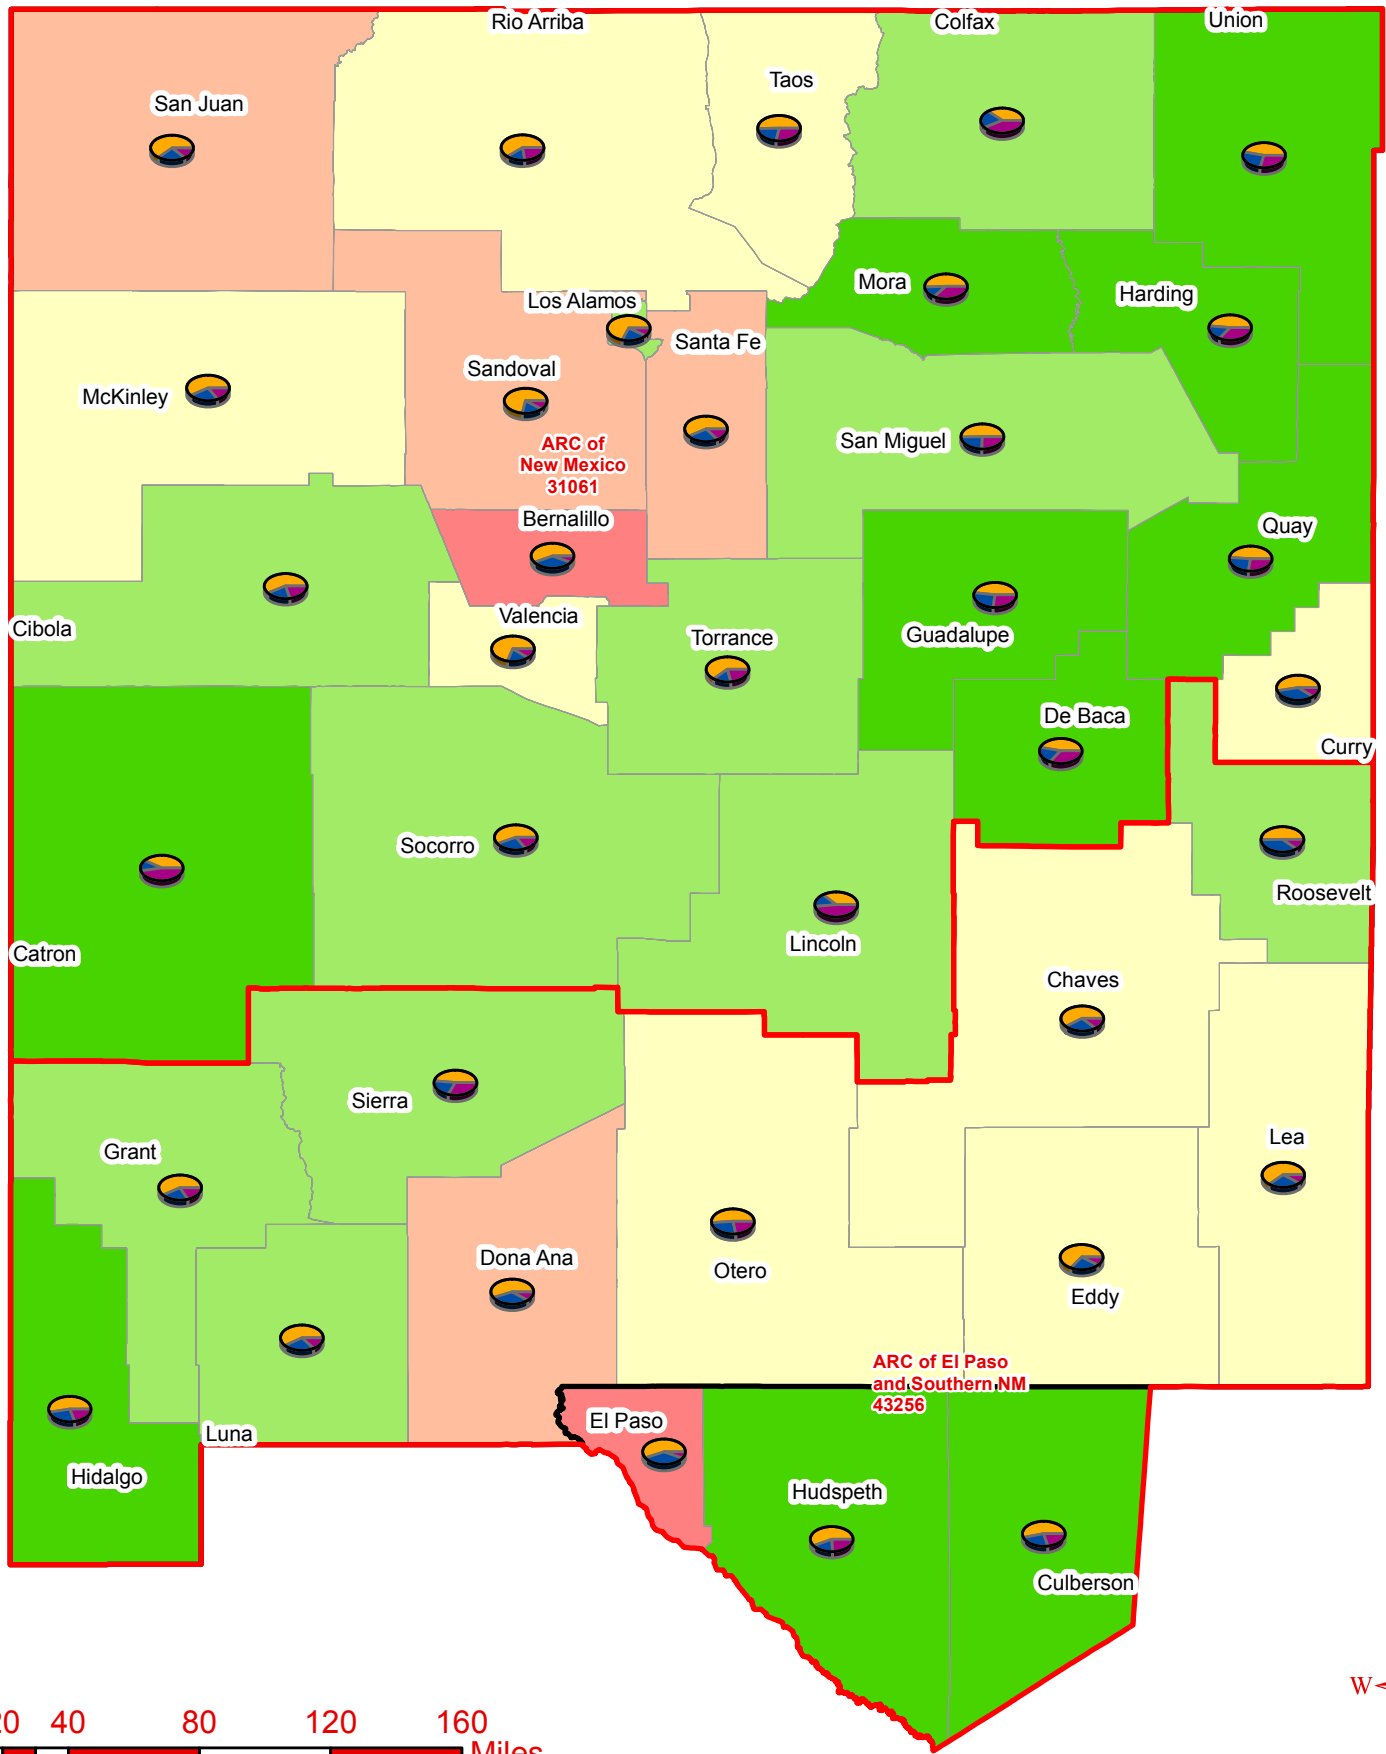 Rio Arriba
Colfax
Union
Taos
San Juan
Mora
Harding
Los Alamos
Santa Fe
Sandoval
McKinley
San Miguel
ARC of
New Mexico
31061
Bernalillo
Quay
Valencia
Cibola
Torrance
Guadalupe
De Baca
Curry
Socorro
Roosevelt
Lincoln
Catron
Chaves
Sierra
Grant
Lea
Dona Ana
Otero
Eddy
ARC of El Paso
and Southern NM
43256
El Paso
Luna
Hidalgo
Hudspeth
Culberson
W
20 40 80 120 160
Miles